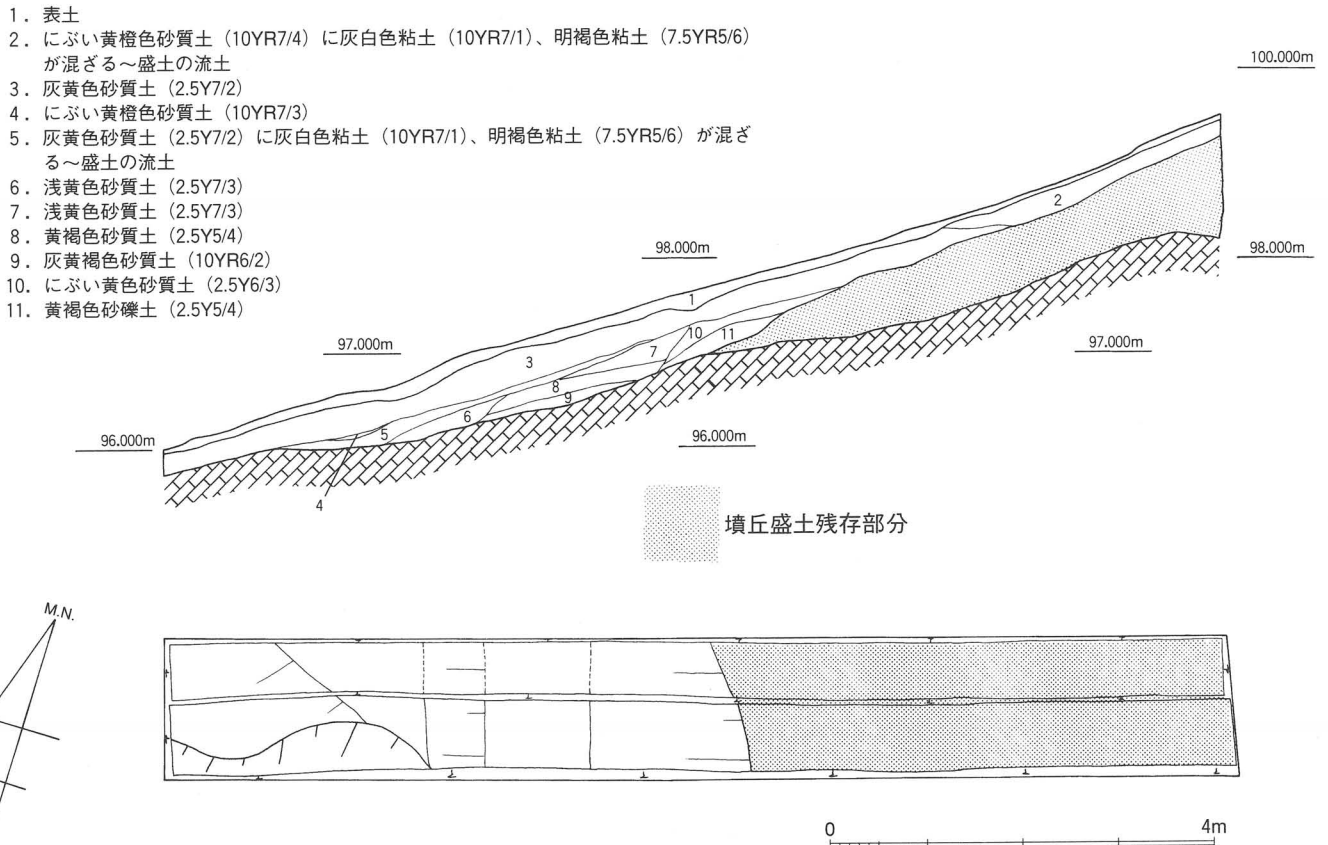 1. 表土
2. にぶい黄橙色砂質土（10YR7/4）に灰白色粘土（10YR7/1）、明褐色粘土（7.5YR5/6）
が混ざる～盛土の流土
3. 灰黄色砂質土（2.5Y7/2）
4. にぶい黄橙色砂質土（10YR7/3）
5. 灰黄色砂質土（2.5Y7/2）に灰白色粘土（10YR7/1）、明褐色粘土（7.5YR5/6）が混ざ
る～盛土の流土
6. 浅黄色砂質土（2.5Y7/3）
7. 浅黄色砂質土（2.5Y7/3）
8. 黄褐色砂質土（2.5Y5/4）
9. 灰黄褐色砂質土（10YR6/2）
10. にぶい黄色砂質土（2.5Y6/3）
11. 黄褐色砂礫土（2.5Y5/4）
100.000m
2
98.000m
98.000m
1
10
11
97.000m
97.000m
3
7
8
9
6
5
96.000m
96.000m
4
墳丘盛土残存部分
M.N.
0
4m